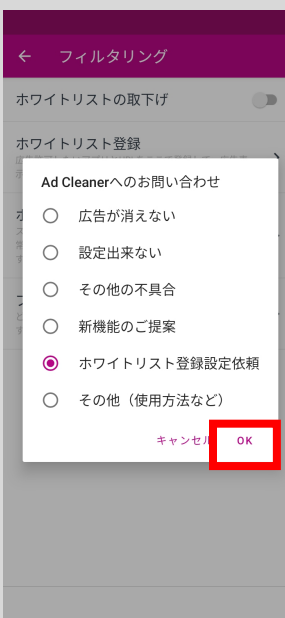 フィルタリング
ホワイトリストの取下げ
ホワイトリスト登録
Ad Cleanerへのお問い合わせ
広告が消えない
設定出来ない
その他の不具合
新機能のご提案
ホワイトリスト登録設定依頼
その他（使用方法など）
キャンセル
OK